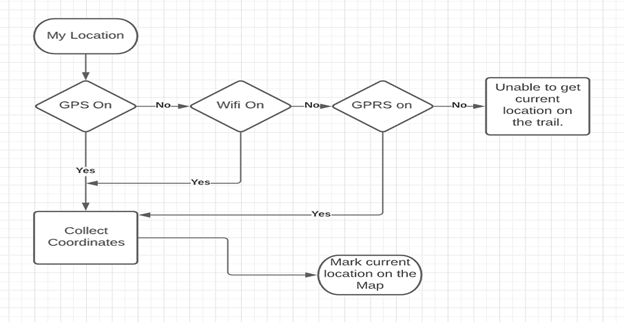 My Location
GPS On
No
Wifi On
No
GPRS on
No
Unable to get
current
location on
the trail.
Yes
Yes
Yes
Collect
Coordinates
Mark current
location on the
Map